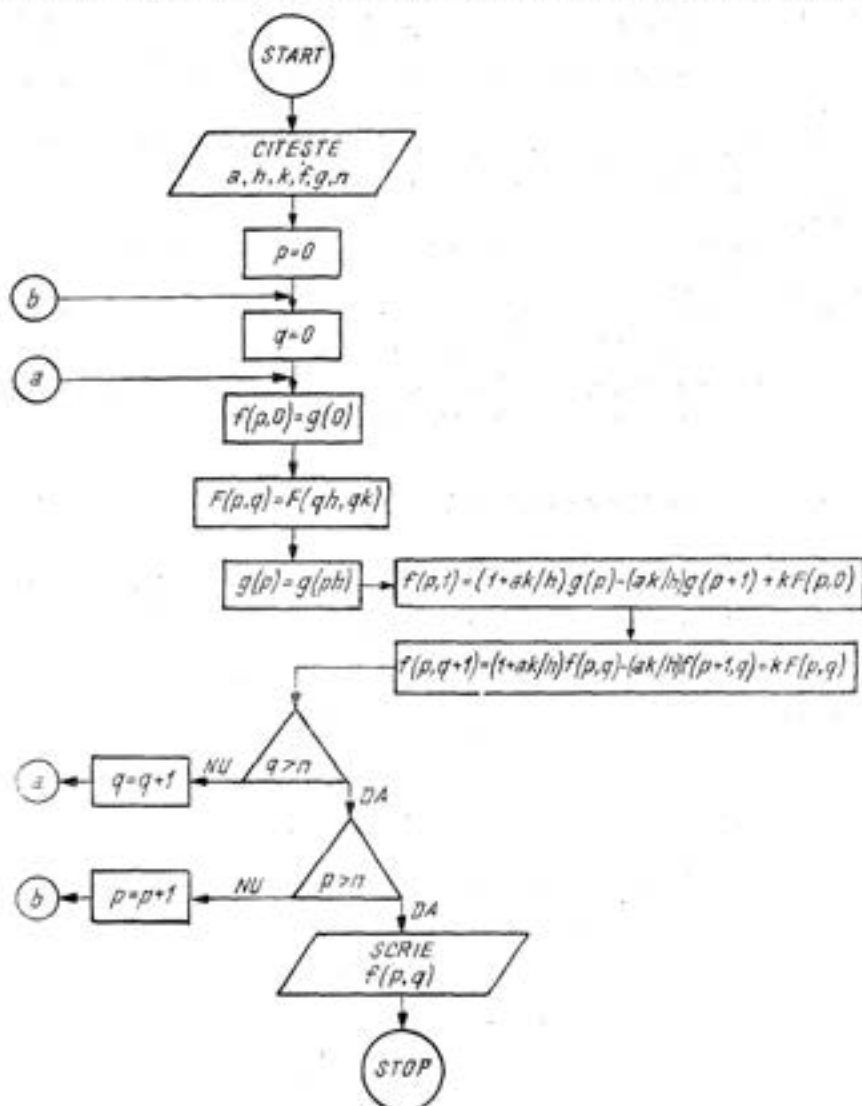 START
CITESTE
a,h,k,f,g,n
p=0
b
q=0
a
f(p,0)=g(0)
F(p,q)=F(qh,qk)
g(p)=g(ph)
f(p,1)=(1+ak/h)g(p)-(ak/h)g(p+1)+kF(p,0)
f(p,q+1)=(1+ak/h)f(p,q)-(ak/h)f(p+1,q)+kF(p,q)
q>n
NU
q=q+1
a
DA
p>n
NU
p=p+1
b
DA
SCRIE
f(p,q)
STOP